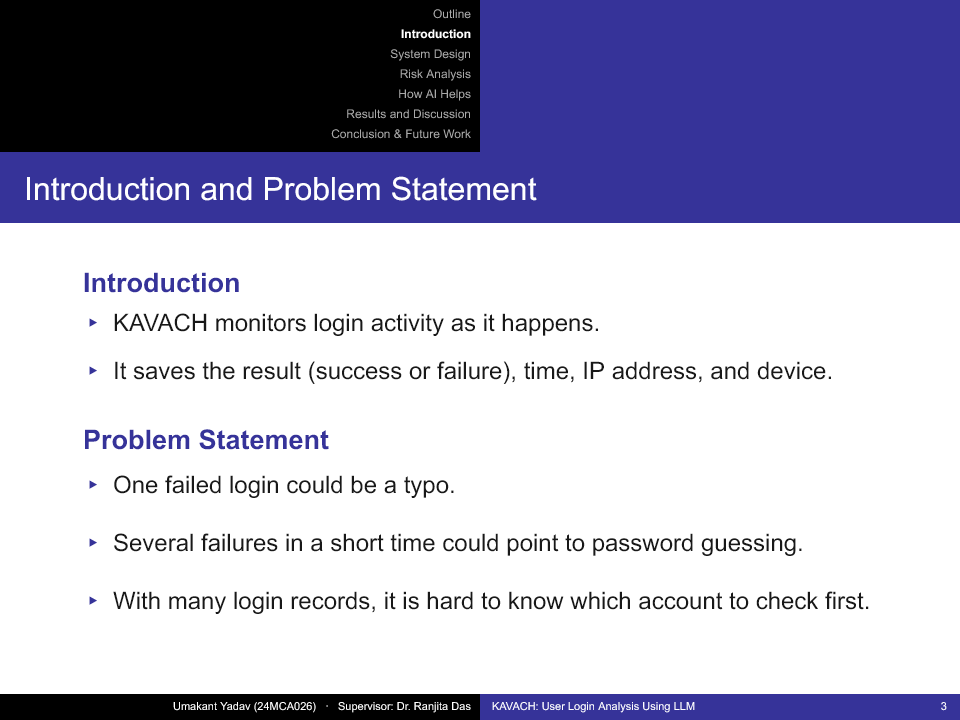 Outline
Introduction
System Design
Risk Analysis
How AI Helps
Results and Discussion
Conclusion & Future Work
Introduction and Problem Statement
Introduction
▸ KAVACH monitors login activity as it happens.
▸ It saves the result (success or failure), time, IP address, and device.
Problem Statement
▸ One failed login could be a typo.
▸ Several failures in a short time could point to password guessing.
▸ With many login records, it is hard to know which account to check first.
Umakant Yadav (24MCA026) · Supervisor: Dr. Ranjita Das KAVACH: User Login Analysis Using LLM 3